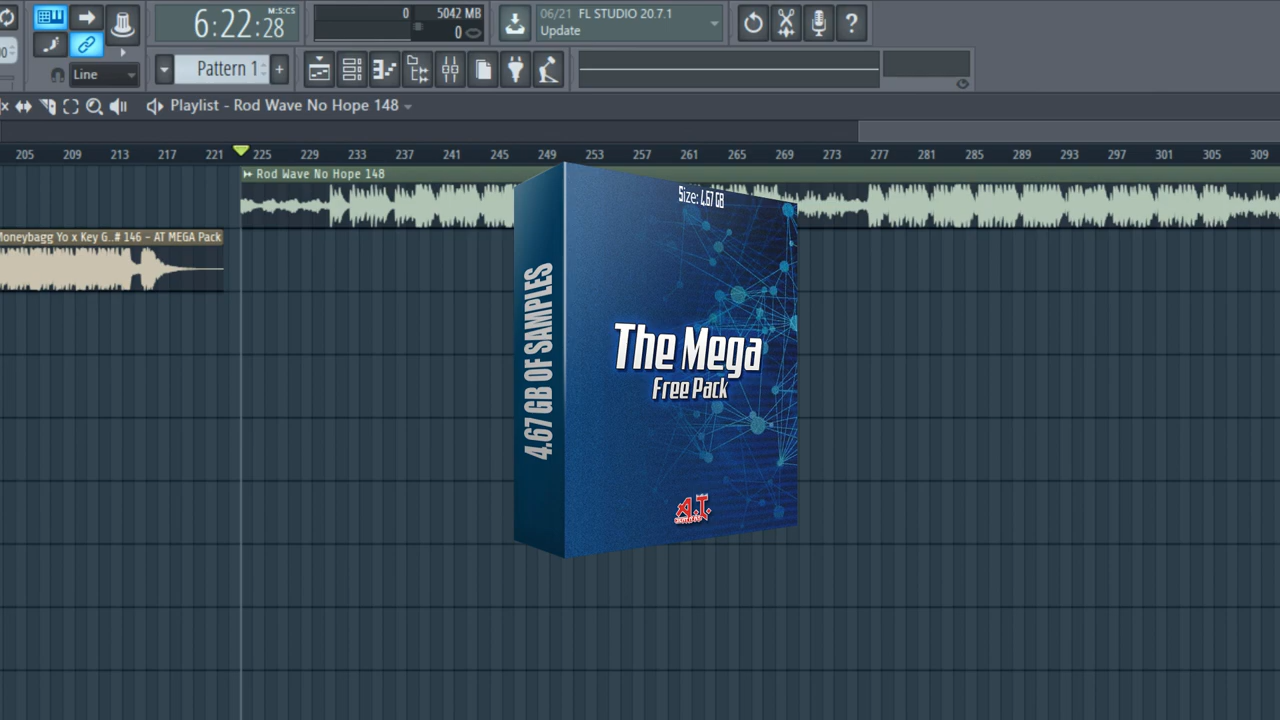 6:22:28
M:S:CS
0
5042 MB
0
06/21 FL STUDIO 20.7.1
Update
Line
Pattern 1
+
?
Playlist - Rod Wave No Hope 148
205 209 213 217 221 225 229 233 237 241 245 249 253 257 261 265 269 273 277 281 285 289 293 297 301 305 309
Rod Wave No Hope 148
Moneybagg Yo x Key G..# 146 - AT MEGA Pack
Size: 4.67 GB
4.67 GB OF SAMPLES
The Mega
Free Pack
A.T.